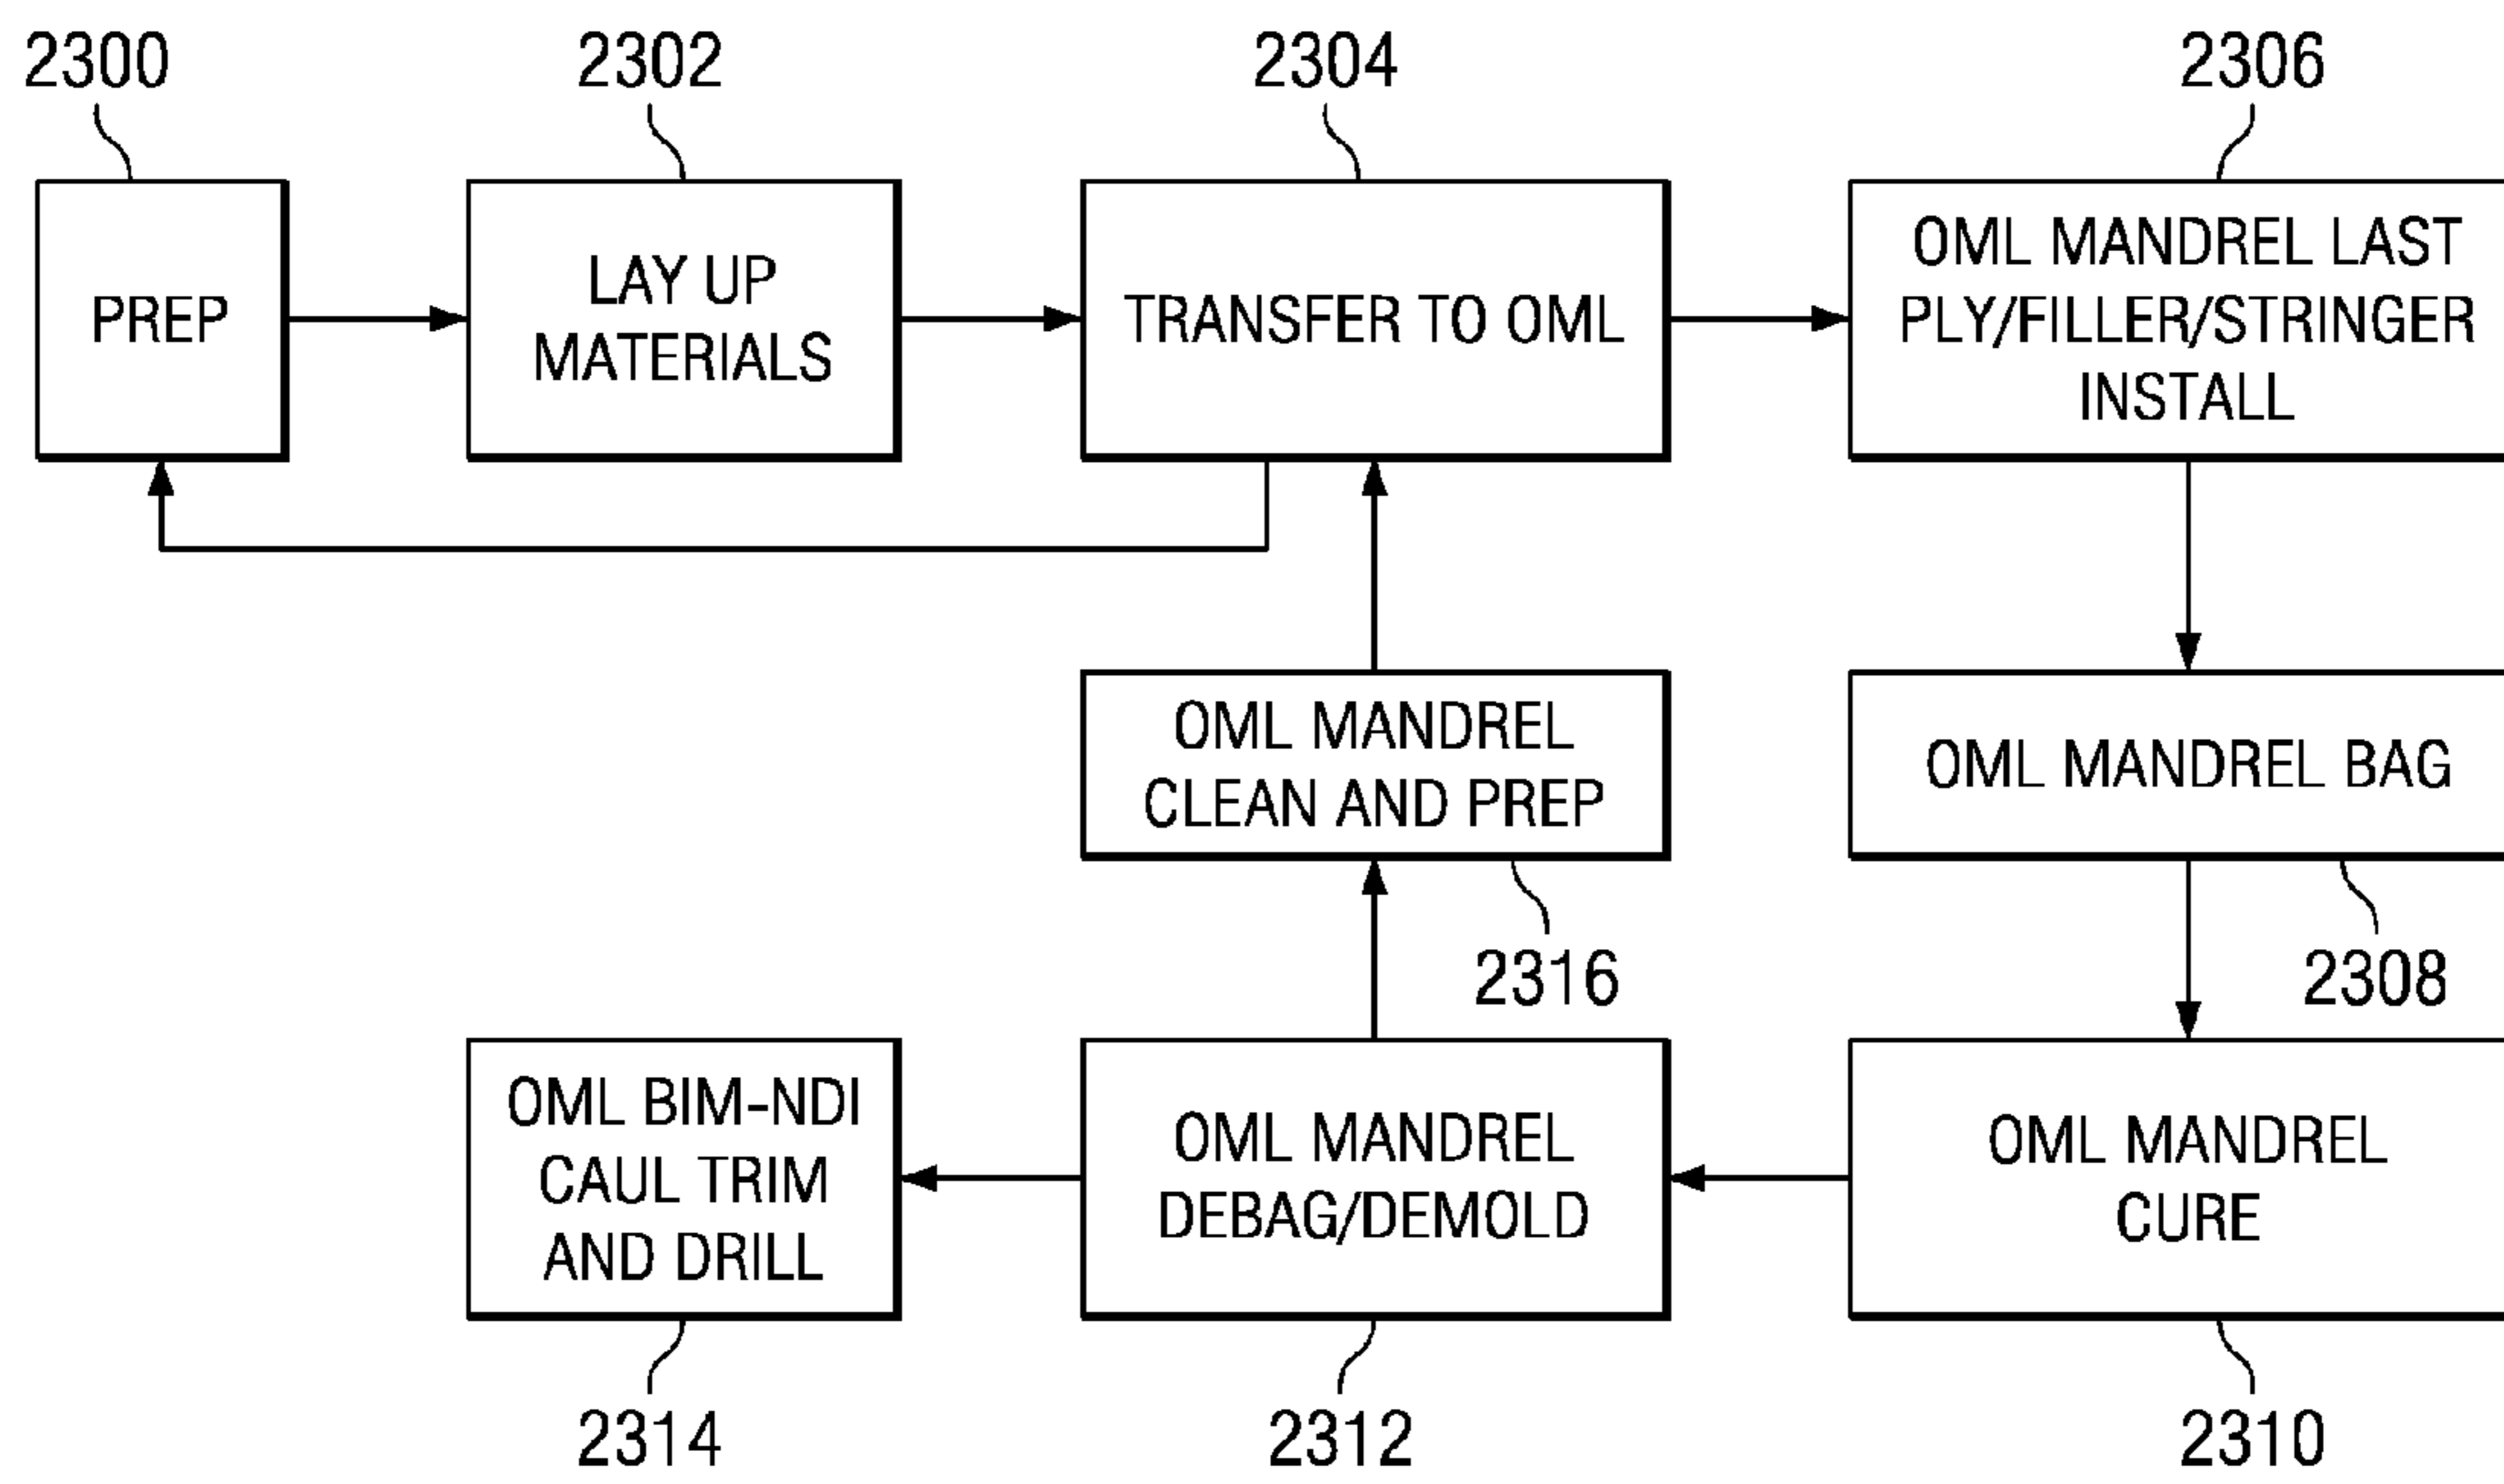 2300
2302
2304
2306
PREP
LAY UP
MATERIALS
TRANSFER TO OML
OML MANDREL LAST
PLY/FILLER/STRINGER
INSTALL
OML MANDREL
CLEAN AND PREP
OML MANDREL BAG
2316
2308
OML BIM-NDI
CAUL TRIM
AND DRILL
OML MANDREL
DEBAG/DEMOLD
OML MANDREL
CURE
2314
2312
2310